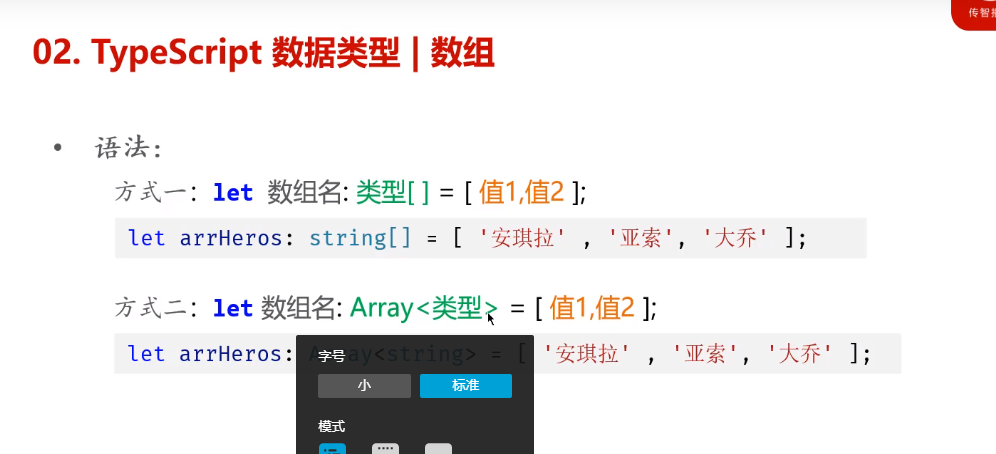 传智播
02. TypeScript 数据类型 | 数组
• 语法：
方式一：let 数组名: 类型[ ] = [ 值1,值2 ];
let arrHeros: string[] = [ '安琪拉' , '亚索', '大乔' ];
方式二：let 数组名: Array<类型> = [ 值1,值2 ];
let arrHeros: Array<string> = [ '安琪拉' , '亚索', '大乔' ];
字号
小 标准
模式